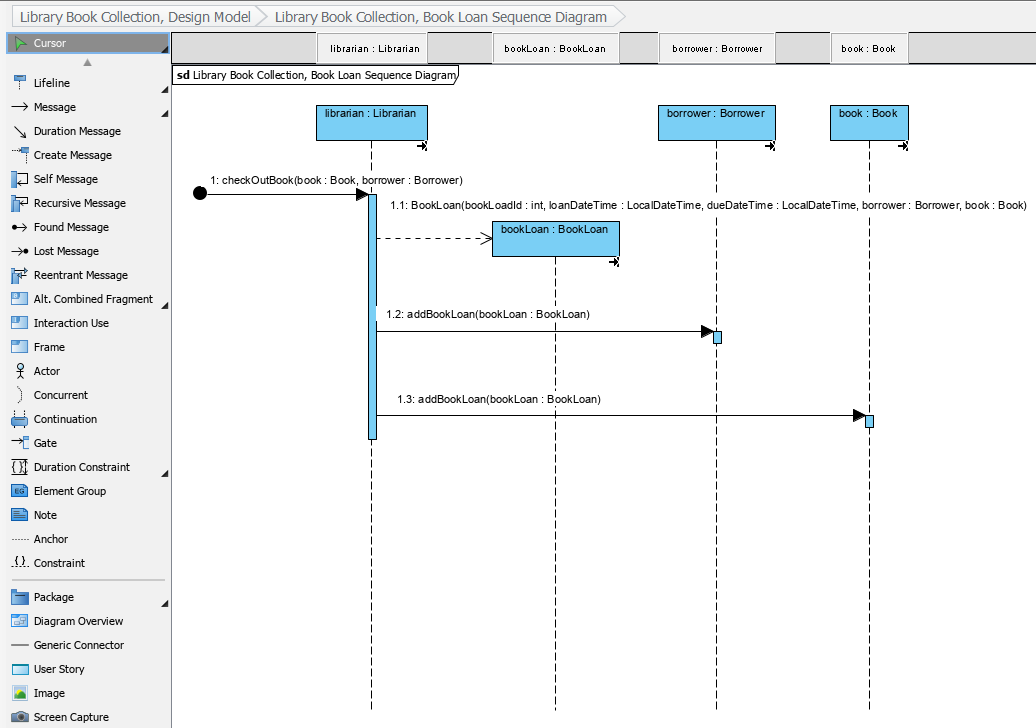 Library Book Collection, Design Model
Library Book Collection, Book Loan Sequence Diagram
Cursor
Lifeline
Message
Duration Message
Create Message
Self Message
Recursive Message
Found Message
Lost Message
Reentrant Message
Alt. Combined Fragment
Interaction Use
Frame
Actor
Concurrent
Continuation
Gate
Duration Constraint
EG Element Group
Note
Anchor
Constraint
Package
Diagram Overview
Generic Connector
User Story
Image
Screen Capture
librarian : Librarian
bookLoan : BookLoan
borrower : Borrower
book : Book
sd Library Book Collection, Book Loan Sequence Diagram
librarian : Librarian
borrower : Borrower
book : Book
1: checkOutBook(book : Book, borrower : Borrower)
1.1: BookLoan(bookLoadId : int, loanDateTime : LocalDateTime, dueDateTime : LocalDateTime, borrower : Borrower, book : Book)
bookLoan : BookLoan
1.2: addBookLoan(bookLoan : BookLoan)
1.3: addBookLoan(bookLoan : BookLoan)